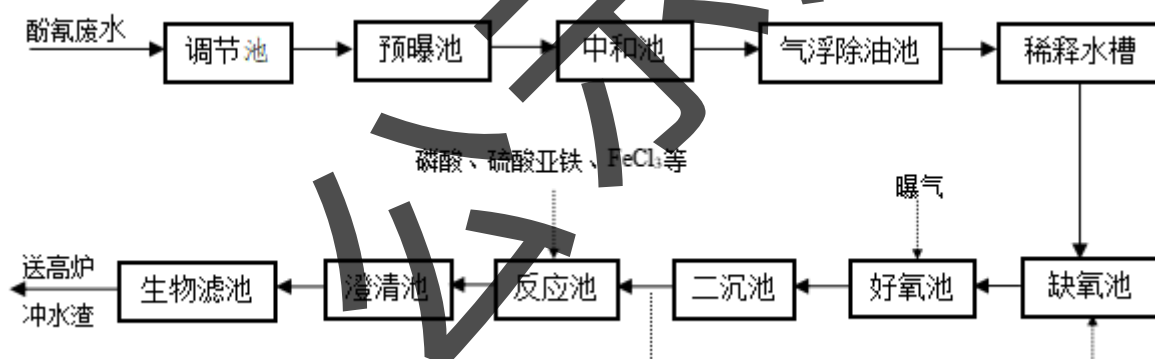 酚氰废水
调节池
预曝池
中和池
气浮除油池
稀释水槽
磷酸、硫酸亚铁、FeCl₃等
曝气
送高炉
冲水渣
生物滤池
澄清池
反应池
二沉池
好氧池
缺氧池